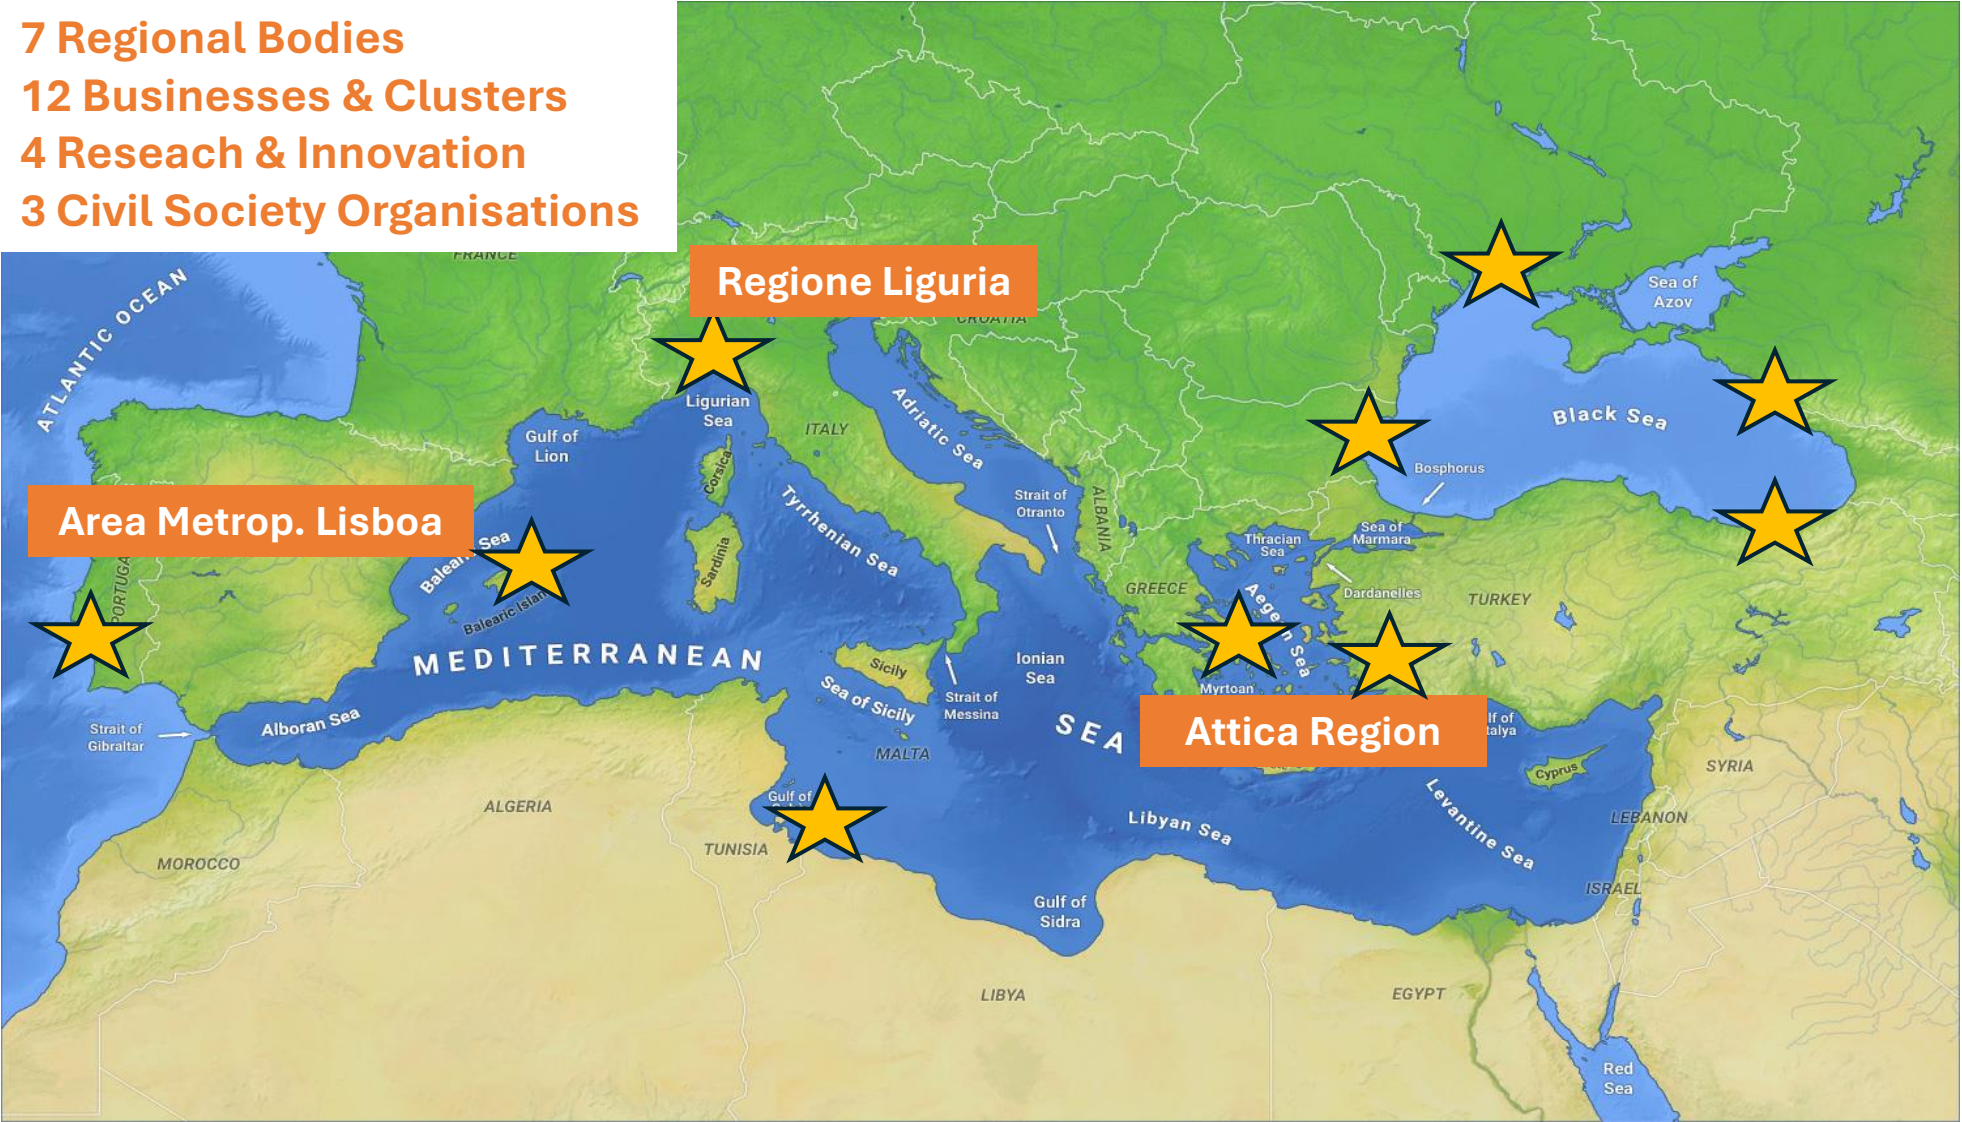 7 Regional Bodies
12 Businesses & Clusters
4 Reseach & Innovation
3 Civil Society Organisations
FRANCE
ATLANTIC OCEAN
Regione Liguria
CROATIA
Sea of
Azov
Ligurian
Sea
Gulf of
Lion
ITALY
Adriatic Sea
Black Sea
Corsica
Bosphorus
ALBANIA
Strait of
Otranto
Area Metrop. Lisboa
Sea
Tyrrhenian Sea
Sardinia
Thracian
Sea
Sea of
Marmara
GREECE
Dardanelles
TURKEY
Balearic
Aegean Sea
MEDITERRANEAN
Sicily
Ionian
Sea
Sea of Sicily
Strait of
Messina
Myrtoan
Strait of
Gibraltar
Alboran Sea
SEA
Attica Region
MALTA
Cyprus
SYRIA
Gulf of
ALGERIA
Levantine Sea
Libyan Sea
LEBANON
TUNISIA
MOROCCO
ISRAEL
Gulf of
Sidra
LIBYA
EGYPT
Red
Sea